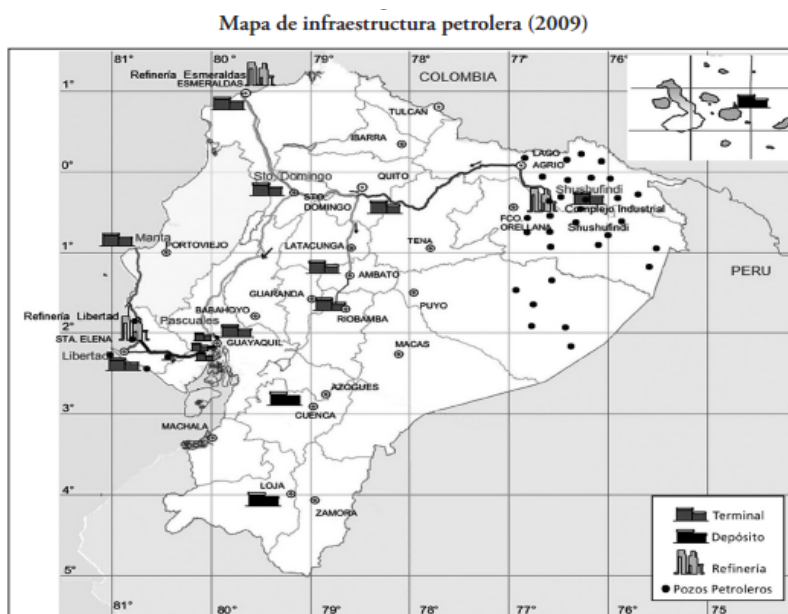 Mapa de infraestructura petrolera (2009)
81° 80 79 78 77 76°
Refinería Esmeraldas
ESMERALDAS
COLOMBIA
1°
TULCAN
IBARRA
0°
LAGO
AGRIO
Sto. Domingo
QUITO
STO.
DOMINGO
Shushufindi
Complejo Industrial
Shushufindi
FCO.
ORELLANA
Manta
PORTOVIEJO
LATACUNGA
TENA
1°
PERU
AMBATO
GUARANDA
PUYO
RIOBAMBA
BABAHOYO
Refinería Libertad
Pascuales
2°
STA. ELENA
GUAYAQUIL
Libertad
MACAS
AZOGUES
3°
CUENCA
MACHALA
LOJA
4°
ZAMORA
5°
Terminal
Depósito
Refinería
Pozos Petroleros
81° 80 79 78 77 76 75°